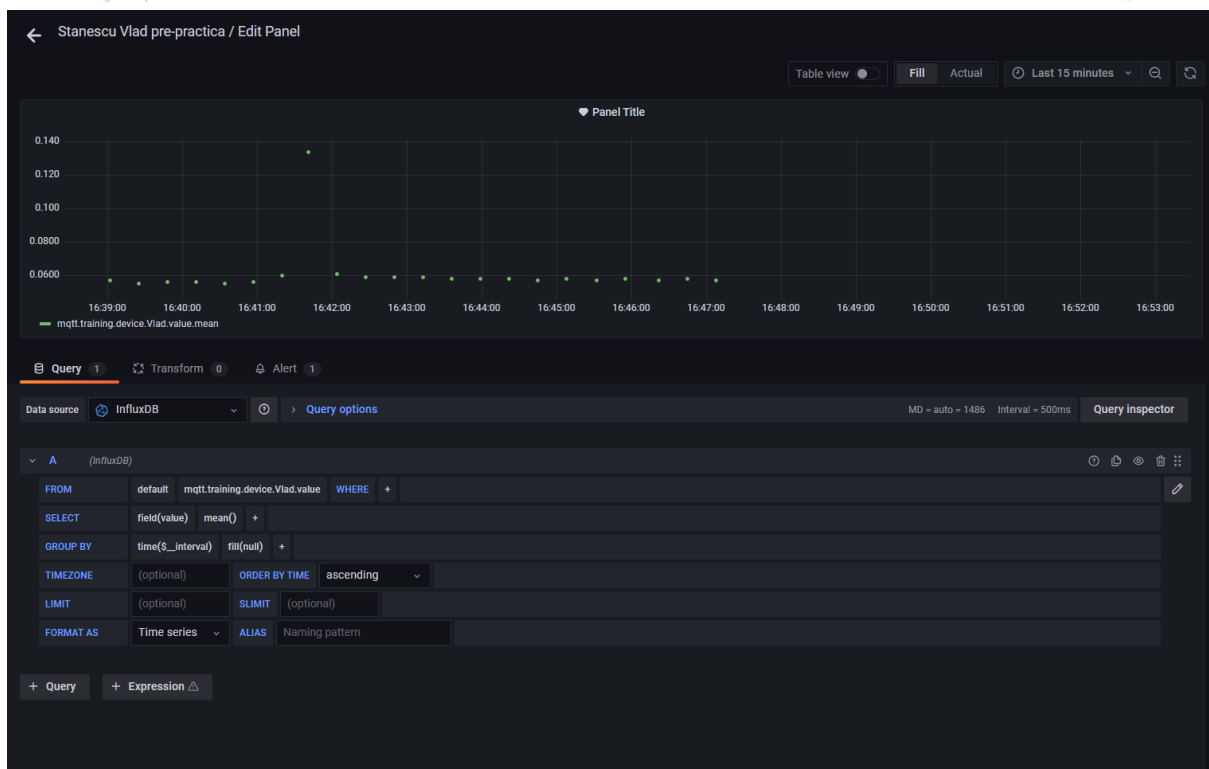 Stanescu Vlad pre-practica / Edit Panel
Table view Fill Actual Last 15 minutes
Panel Title
0.140
0.120
0.100
0.0800
0.0600
16:39:00 16:40:00 16:41:00 16:42:00 16:43:00 16:44:00 16:45:00 16:46:00 16:47:00 16:48:00 16:49:00 16:50:00 16:51:00 16:52:00 16:53:00
mqtt.training.device.Vlad.value.mean
Query 1 Transform 0 Alert 1
Data source InfluxDB Query options MD = auto = 1486 Interval = 500ms Query inspector
A (InfluxDB)
FROM default mqtt.training.device.Vlad.value WHERE +
SELECT field(value) mean() +
GROUP BY time($__interval) fill(null) +
TIMEZONE (optional) ORDER BY TIME ascending
LIMIT (optional) SLIMIT (optional)
FORMAT AS Time series ALIAS Naming pattern
+ Query + Expression